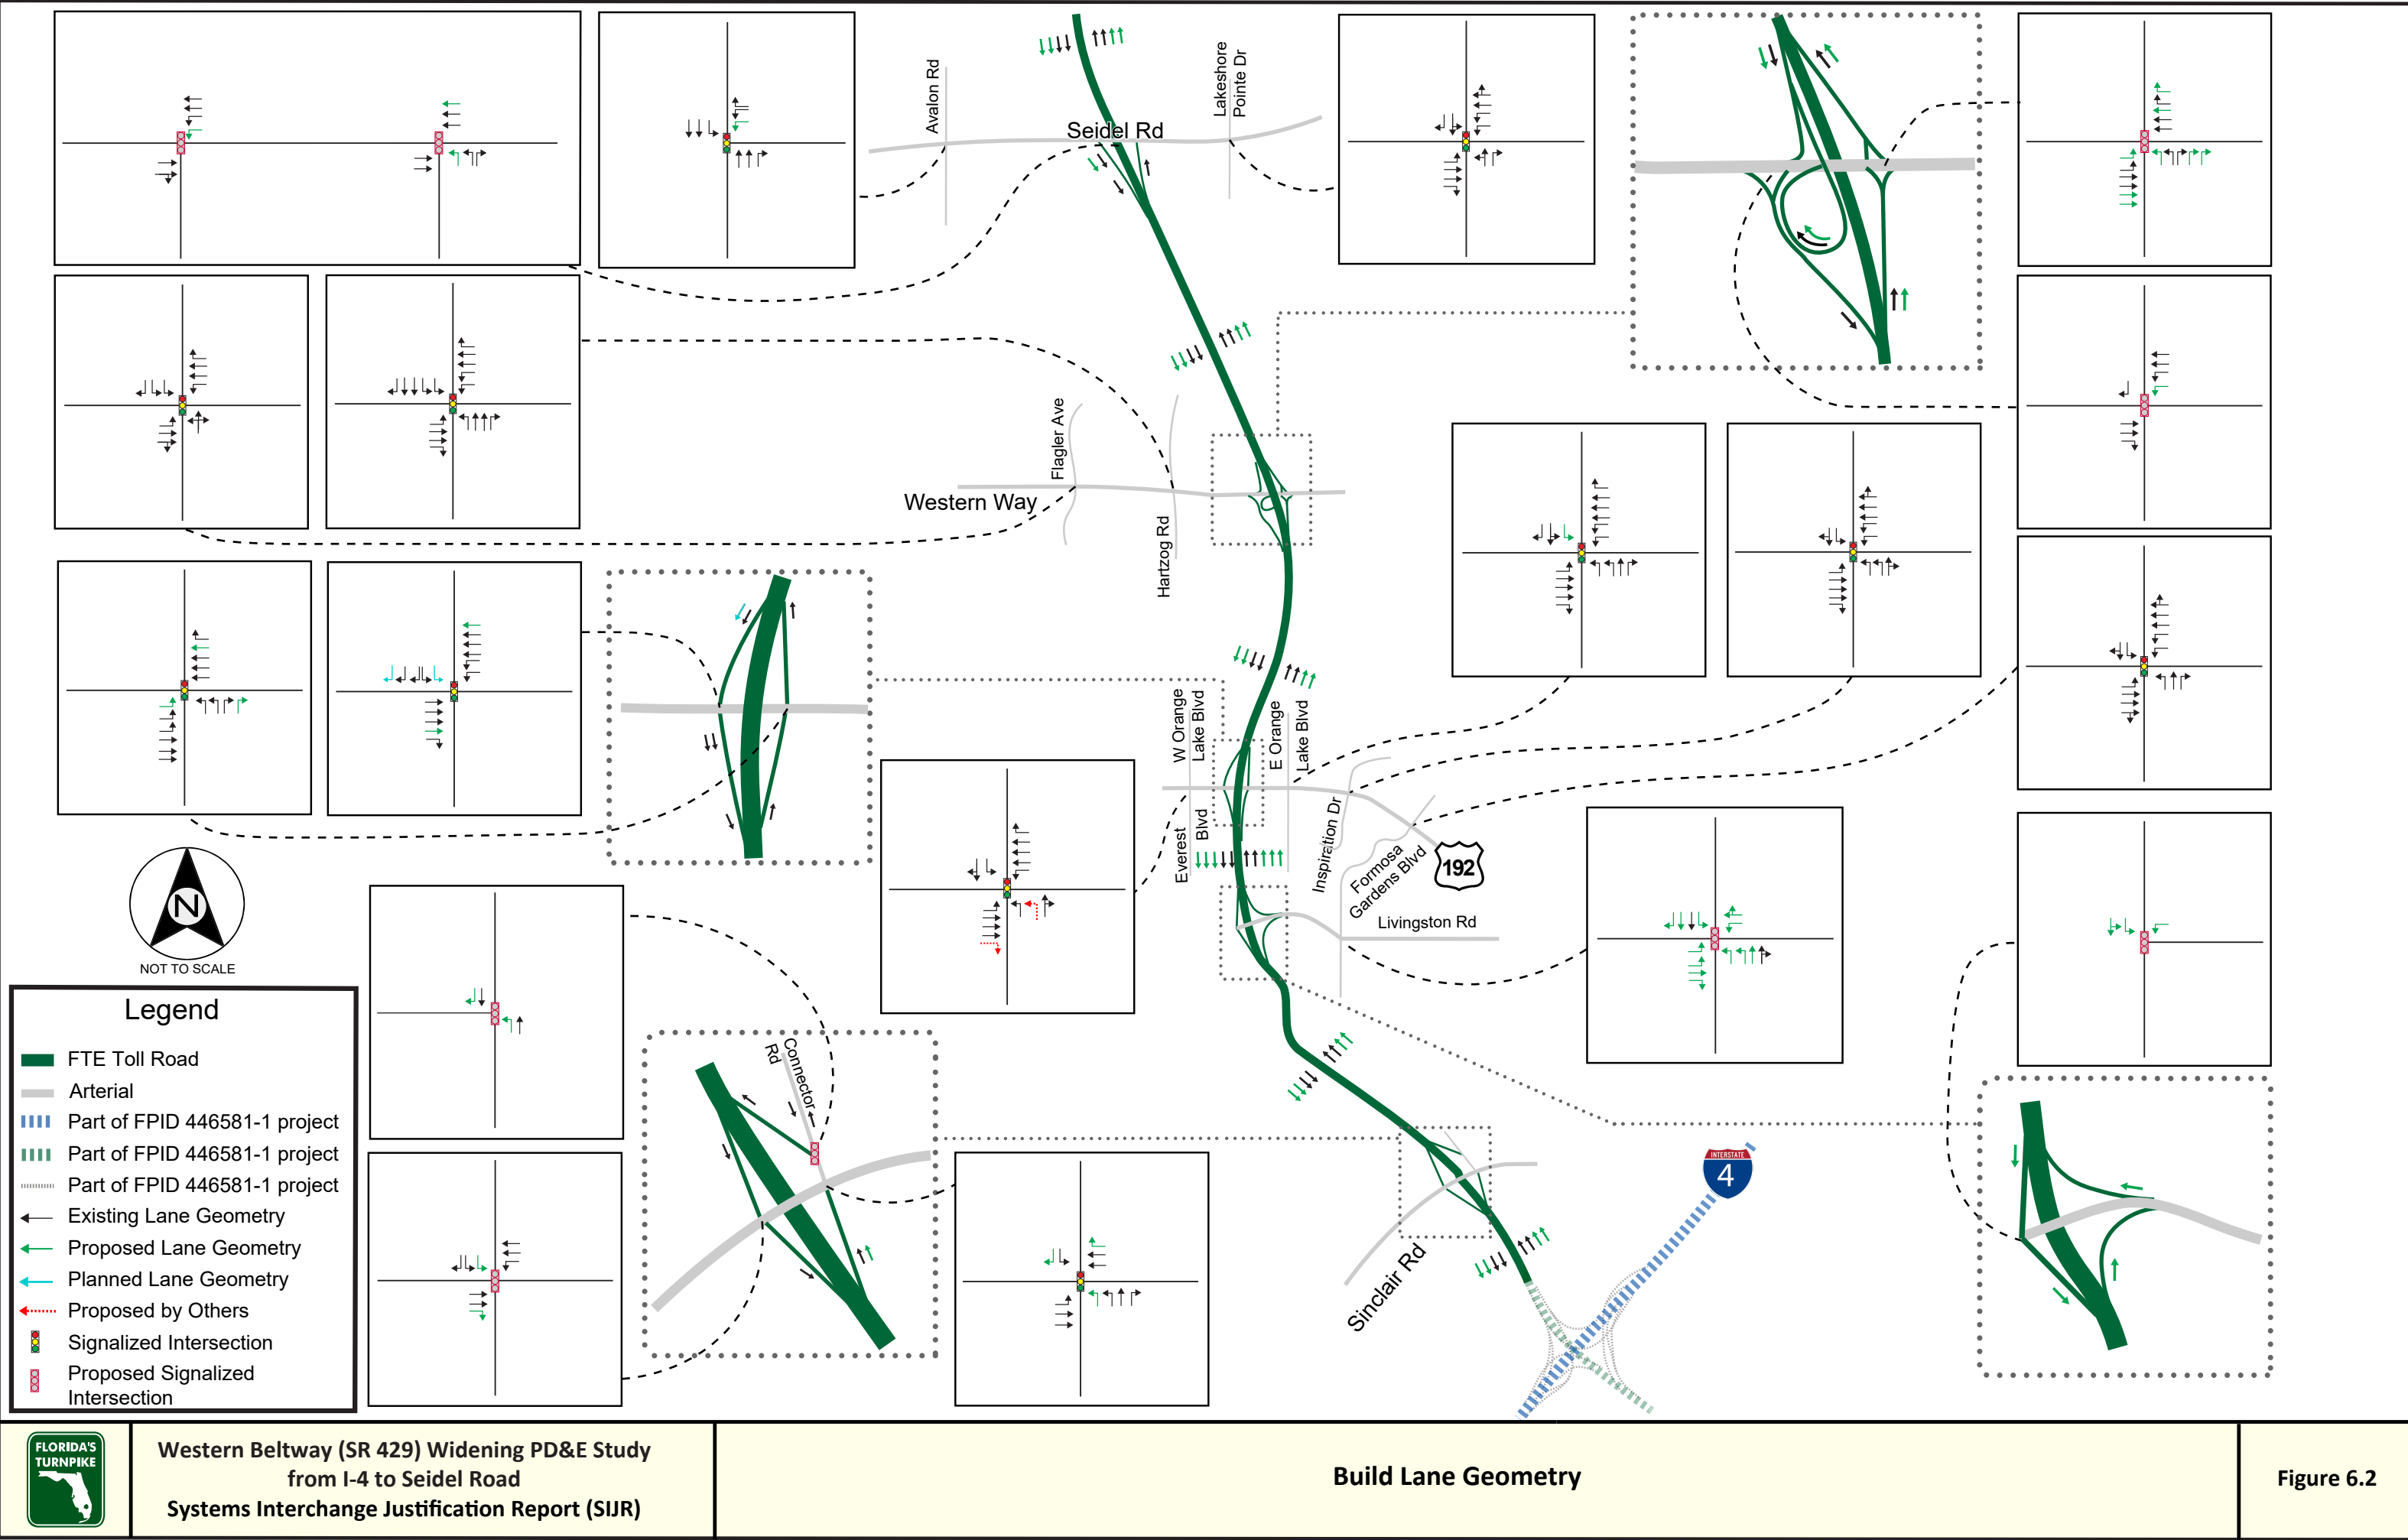 Avalon Rd
Lakeshore
Pointe Dr
Seidel Rd
Flagler Ave
Western Way
Hartzog Rd
W Orange
Lake Blvd
E Orange
Lake Blvd
Everest
Blvd
Inspiration Dr
Formosa
Gardens Blvd
192
Livingston Rd
N
NOT TO SCALE
Connector
Rd
INTERSTATE
4
Sinclair Rd
Legend
FTE Toll Road
Arterial
Part of FPID 446581-1 project
Part of FPID 446581-1 project
Part of FPID 446581-1 project
Existing Lane Geometry
Proposed Lane Geometry
Planned Lane Geometry
Proposed by Others
Signalized Intersection
Proposed Signalized
Intersection
FLORIDA'S
TURNPIKE
Western Beltway (SR 429) Widening PD&E Study
from I-4 to Seidel Road
Systems Interchange Justification Report (SIJR)
Build Lane Geometry
Figure 6.2